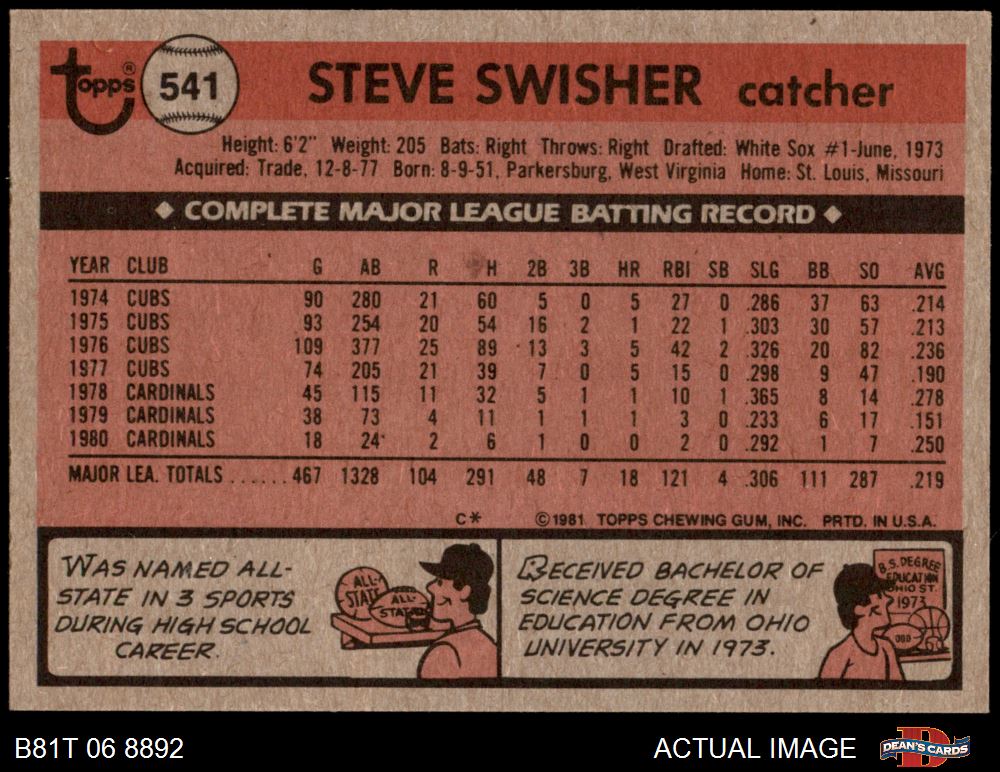 Topps® 541 STEVE SWISHER catcher
Height: 6'2" Weight: 205 Bats: Right Throws: Right Drafted: White Sox #1-June, 1973
Acquired: Trade, 12-8-77 Born: 8-9-51, Parkersburg, West Virginia Home: St. Louis, Missouri
◆ COMPLETE MAJOR LEAGUE BATTING RECORD ◆
YEAR CLUB G AB R H 2B 3B HR RBI SB SLG BB SO AVG
1974 CUBS 90 280 21 60 5 0 5 27 0 .286 37 63 .214
1975 CUBS 93 254 20 54 16 2 1 22 1 .303 30 57 .213
1976 CUBS 109 377 25 89 13 3 5 42 2 .326 20 82 .236
1977 CUBS 74 205 21 39 7 0 5 15 0 .298 9 47 .190
1978 CARDINALS 45 115 11 32 5 1 1 10 1 .365 8 14 .278
1979 CARDINALS 38 73 4 11 1 1 1 3 0 .233 6 17 .151
1980 CARDINALS 18 24 2 6 1 0 0 2 0 .292 1 7 .250
MAJOR LEA. TOTALS ...... 467 1328 104 291 48 7 18 121 4 .306 111 287 .219
C* ©1981 TOPPS CHEWING GUM, INC. PRTD. IN U.S.A.
WAS NAMED ALL-
STATE IN 3 SPORTS
DURING HIGH SCHOOL
CAREER.
ALL-
STATE
ALL-
STATE
RECEIVED BACHELOR OF
SCIENCE DEGREE IN
EDUCATION FROM OHIO
UNIVERSITY IN 1973.
B.S. DEGREE
EDUCATION
OHIO ST.
1973
B81T 06 8892 ACTUAL IMAGE DEAN'S CARDS